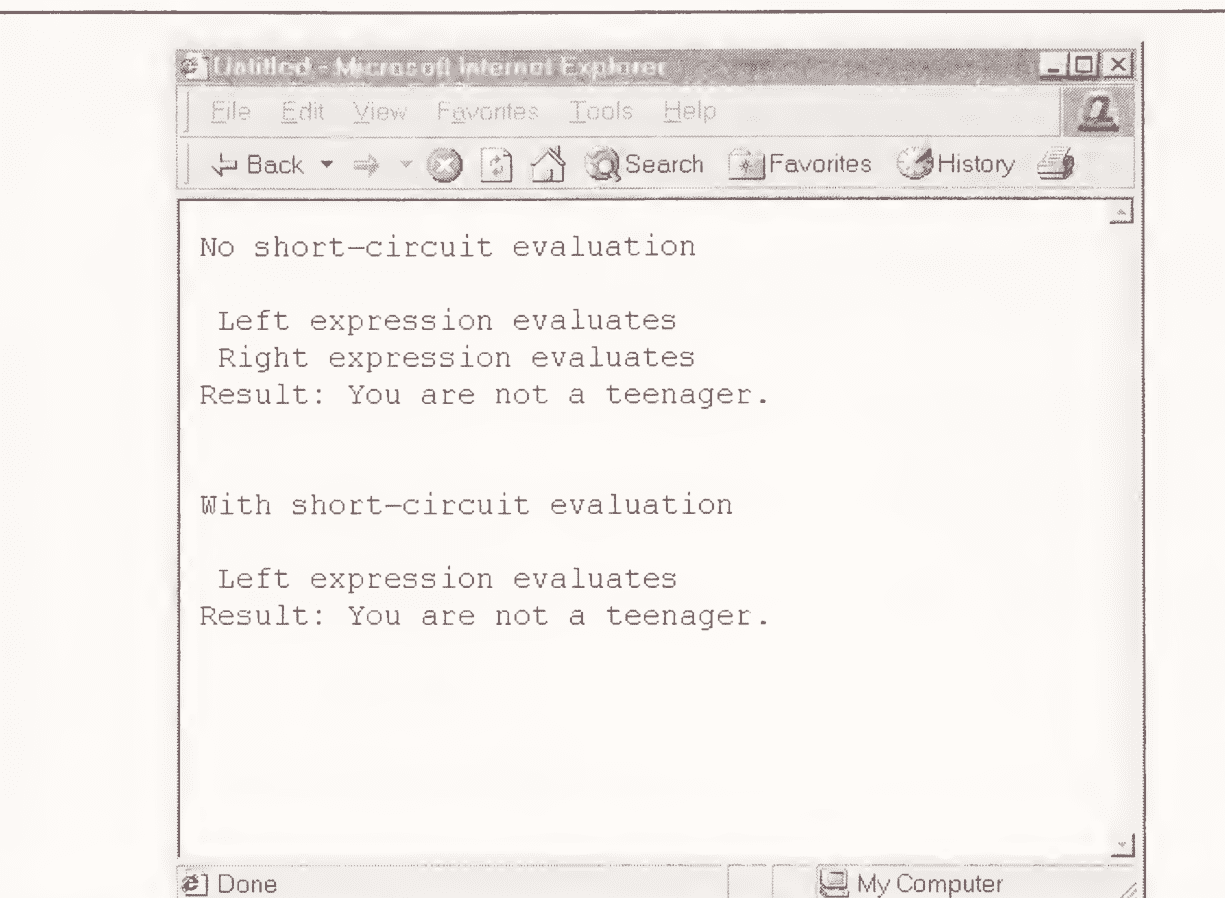 Untitled - Microsoft Internet Explorer
File Edit View Favorites Tools Help
Back Search Favorites History
No short-circuit evaluation
Left expression evaluates
Right expression evaluates
Result: You are not a teenager.
With short-circuit evaluation
Left expression evaluates
Result: You are not a teenager.
Done My Computer